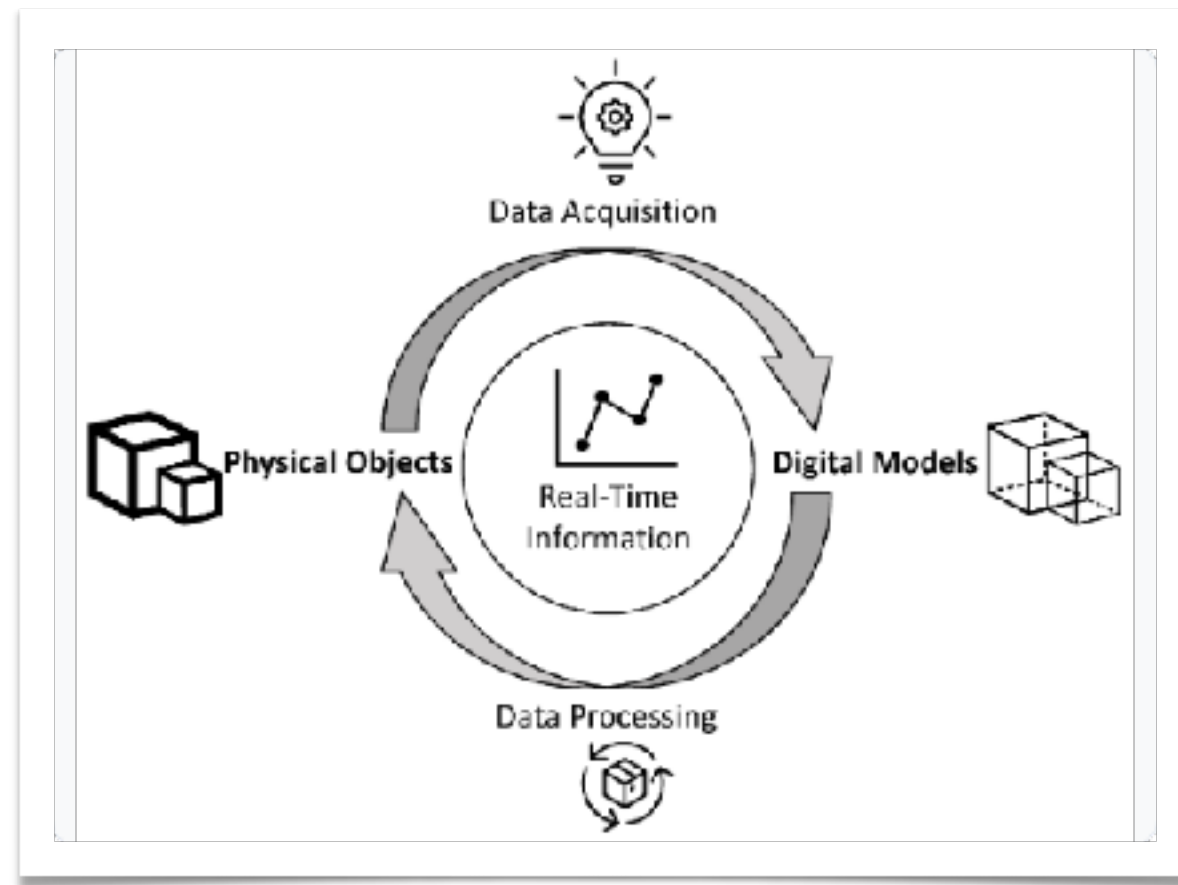 Data Acquisition
Physical Objects
Real-Time
Information
Digital Models
Data Processing